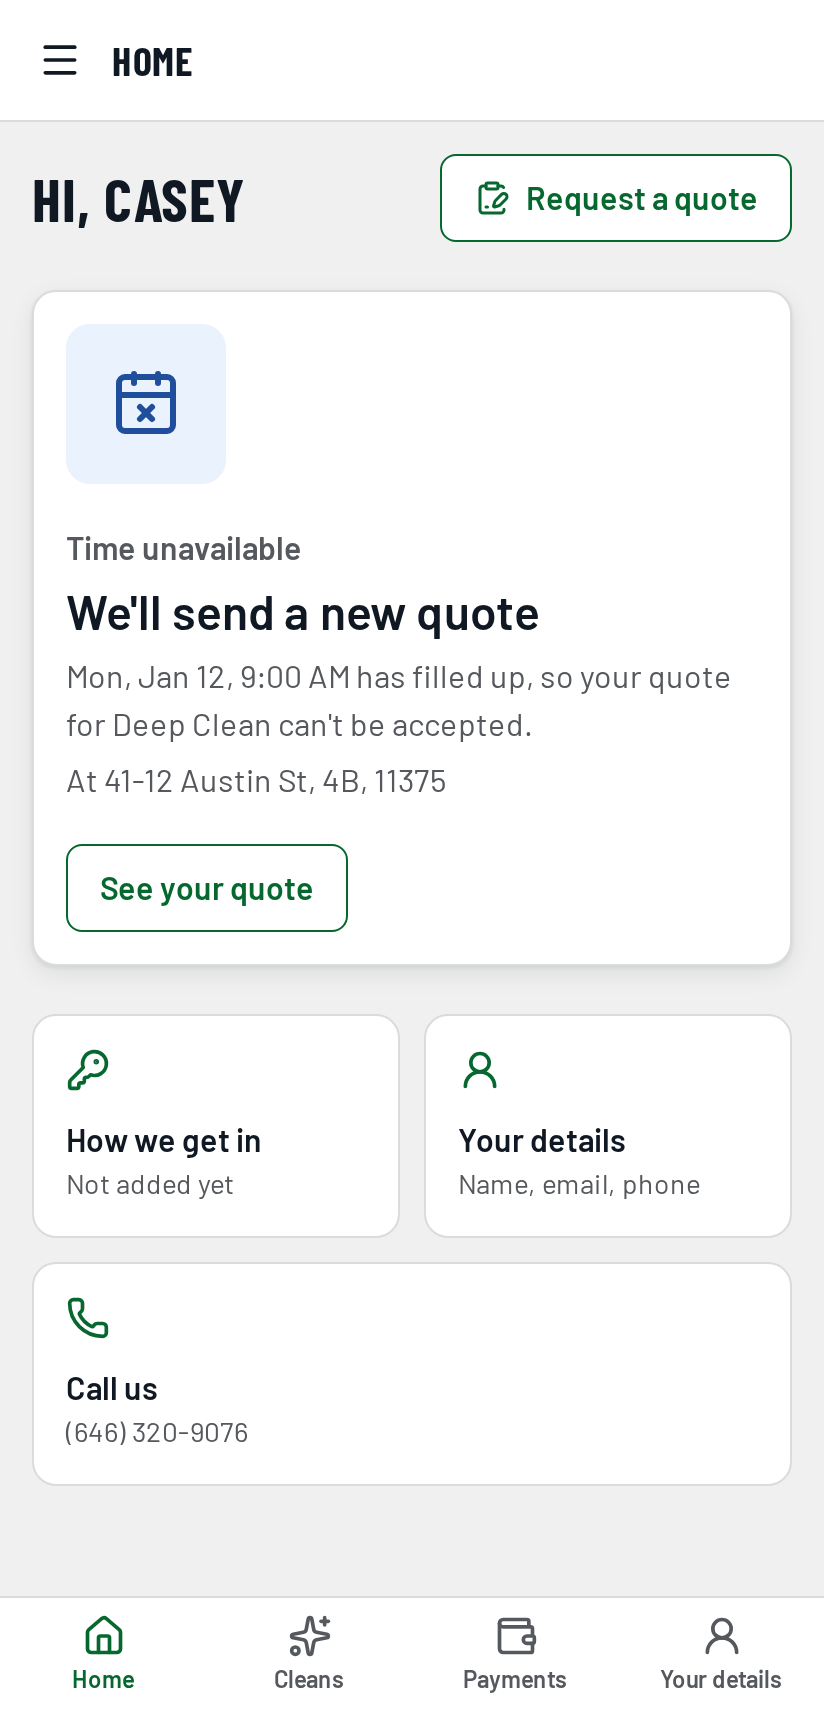 HOME
HI, CASEY
Request a quote
Time unavailable
We'll send a new quote
Mon, Jan 12, 9:00 AM has filled up, so your quote
for Deep Clean can't be accepted.
At 41-12 Austin St, 4B, 11375
See your quote
How we get in
Not added yet
Your details
Name, email, phone
Call us
(646) 320-9076
Home
Cleans
Payments
Your details